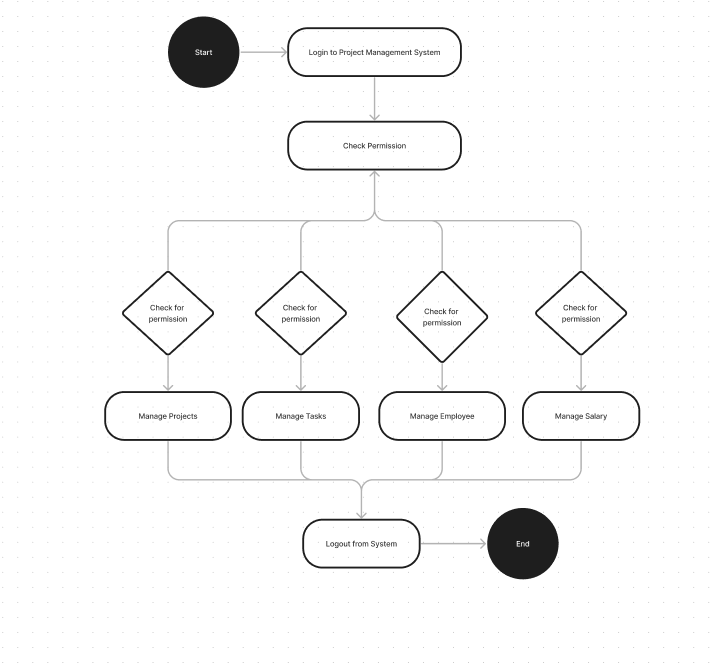 Start
Login to Project Management System
Check Permission
Check for
permission
Check for
permission
Check for
permission
Check for
permission
Manage Projects
Manage Tasks
Manage Employee
Manage Salary
Logout from System
End